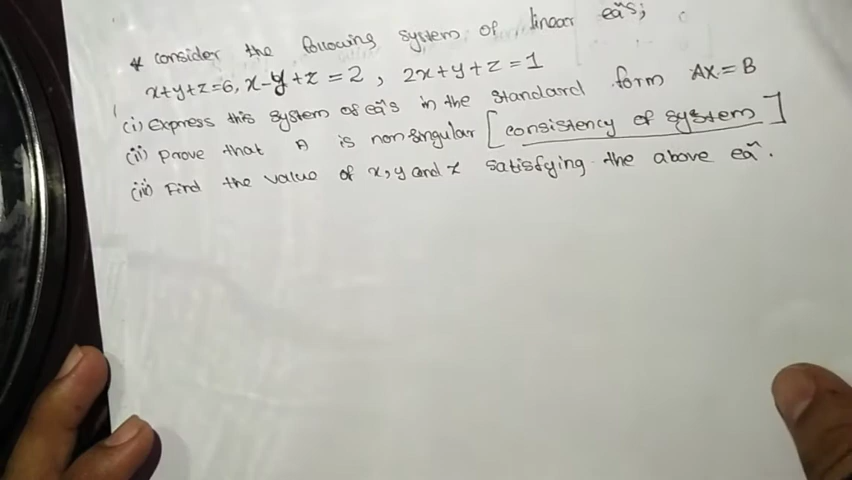 * consider the following system of linear eqns;
x+y+z=6, x-y+z=2, 2x+y+z=1
(i) Express this system of eqns in the standard form AX=B
(ii) Prove that A is non singular [consistency of system]
(iii) Find the value of x, y and z satisfying the above eqn.